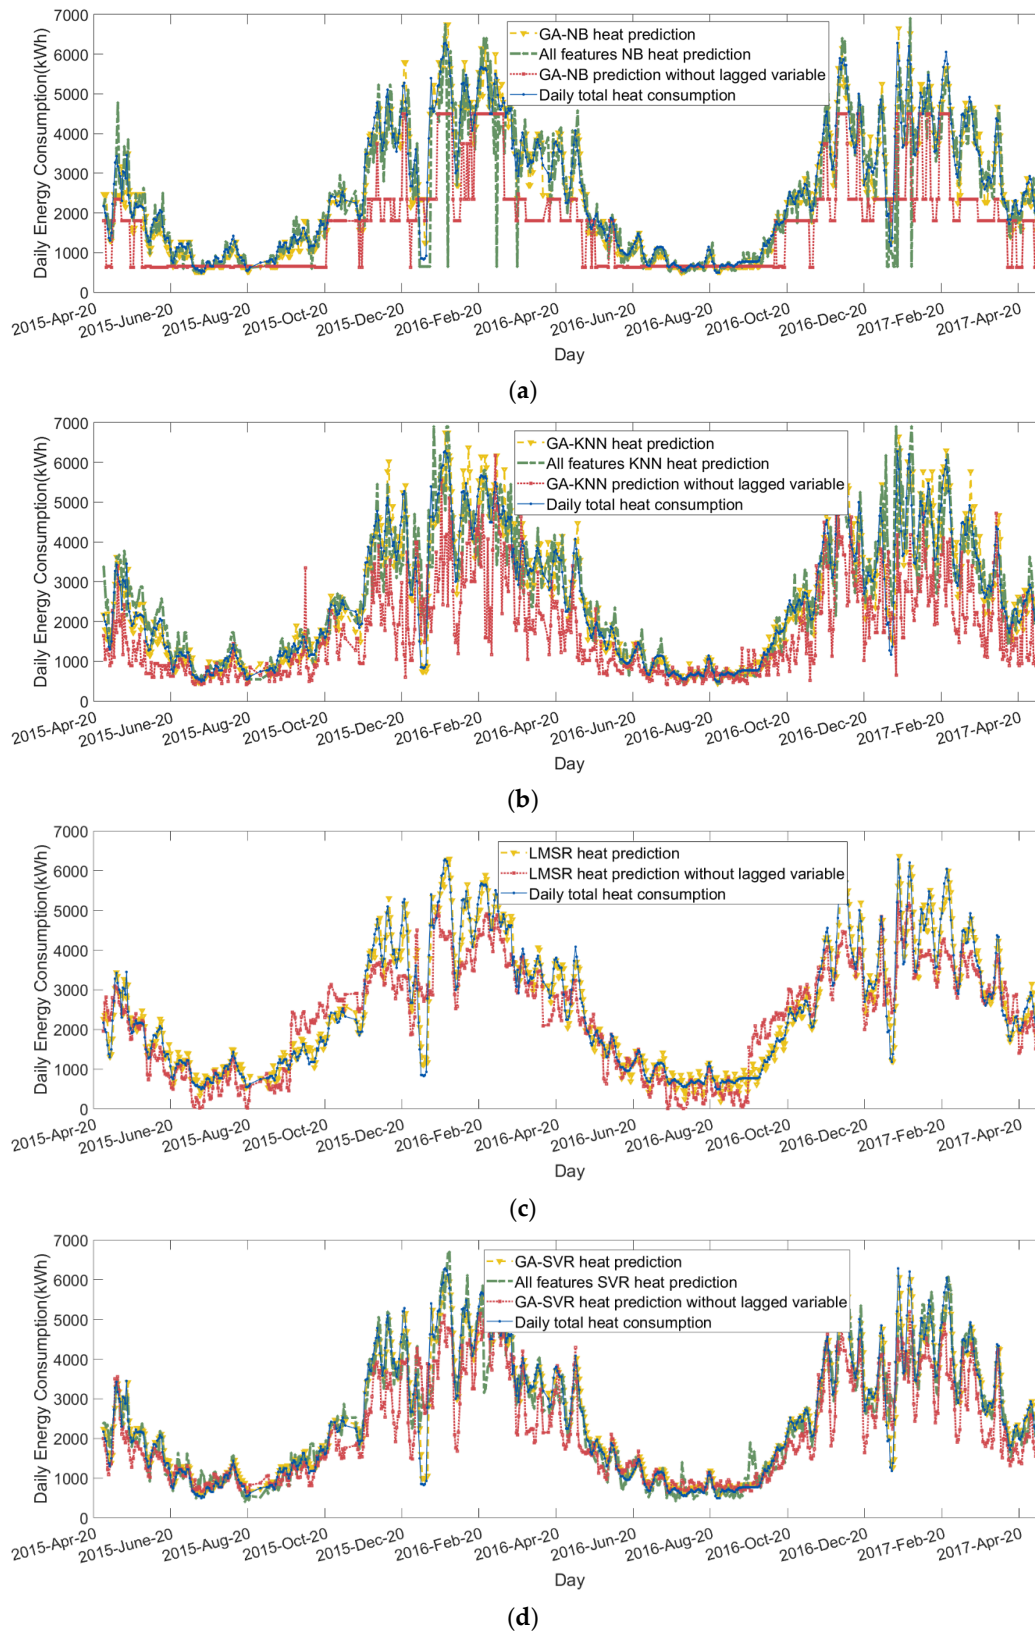 7000
6000
5000
4000
3000
2000
1000
0
Daily Energy Consumption(kWh)
GA-NB heat prediction
All features NB heat prediction
GA-NB prediction without lagged variable
Daily total heat consumption
2015-Apr-20
2015-June-20
2015-Aug-20
2015-Oct-20
2015-Dec-20
2016-Feb-20
2016-Apr-20
2016-Jun-20
2016-Aug-20
2016-Oct-20
2016-Dec-20
2017-Feb-20
2017-Apr-20
Day
(a)
7000
6000
5000
4000
3000
2000
1000
0
Daily Energy Consumption(kWh)
GA-KNN heat prediction
All features KNN heat prediction
GA-KNN prediction without lagged variable
Daily total heat consumption
2015-Apr-20
2015-June-20
2015-Aug-20
2015-Oct-20
2015-Dec-20
2016-Feb-20
2016-Apr-20
2016-Jun-20
2016-Aug-20
2016-Oct-20
2016-Dec-20
2017-Feb-20
2017-Apr-20
Day
(b)
7000
6000
5000
4000
3000
2000
1000
0
Daily Energy Consumption(kWh)
LMSR heat prediction
LMSR heat prediction without lagged variable
Daily total heat consumption
2015-Apr-20
2015-June-20
2015-Aug-20
2015-Oct-20
2015-Dec-20
2016-Feb-20
2016-Apr-20
2016-Jun-20
2016-Aug-20
2016-Oct-20
2016-Dec-20
2017-Feb-20
2017-Apr-20
Day
(c)
7000
6000
5000
4000
3000
2000
1000
0
Daily Energy Consumption(kWh)
GA-SVR heat prediction
All features SVR heat prediction
GA-SVR heat prediction without lagged variable
Daily total heat consumption
2015-Apr-20
2015-June-20
2015-Aug-20
2015-Oct-20
2015-Dec-20
2016-Feb-20
2016-Apr-20
2016-Jun-20
2016-Aug-20
2016-Oct-20
2016-Dec-20
2017-Feb-20
2017-Apr-20
Day
(d)